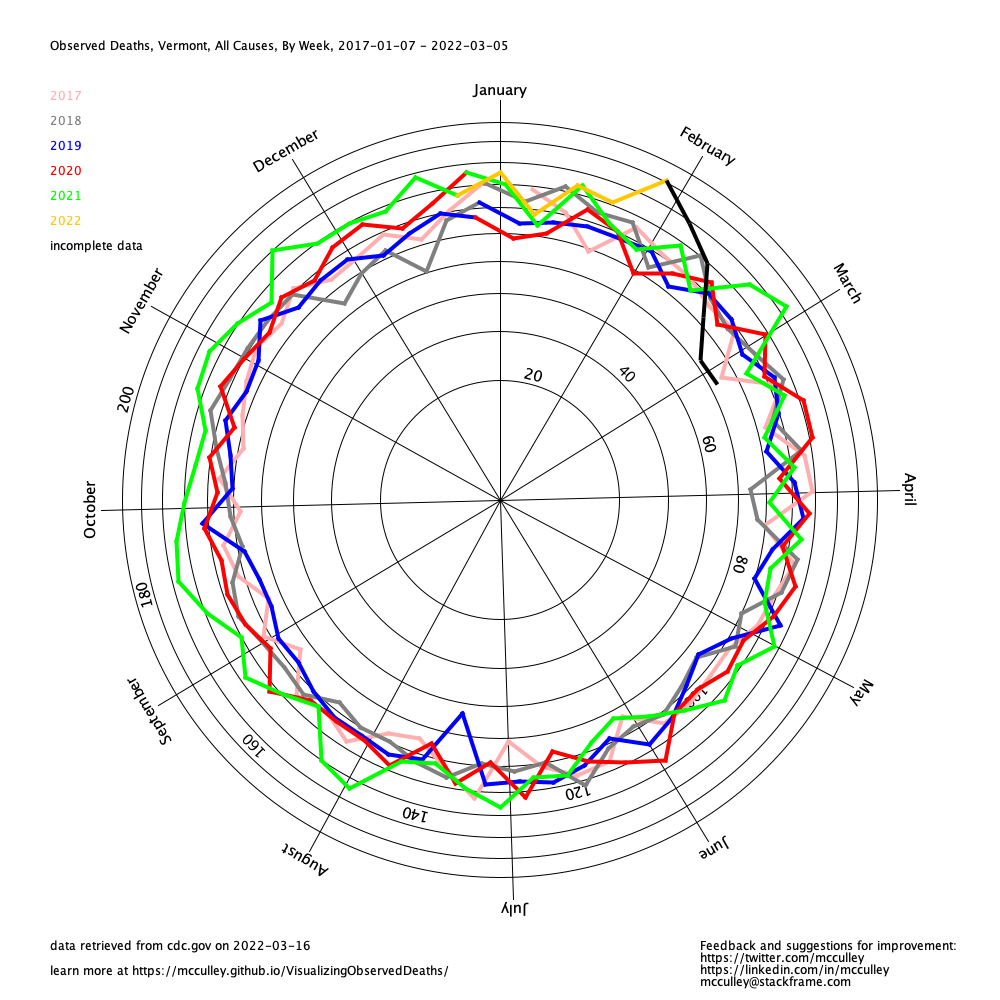 Observed Deaths, Vermont, All Causes, By Week, 2017-01-07 - 2022-03-05
January
2017
2018
2019
2020
2021
2022
incomplete data
December
February
November
March
20
40
200
60
October
April
80
180
May
100
September
160
120
140
August
June
July
data retrieved from cdc.gov on 2022-03-16
learn more at https://mcculley.github.io/VisualizingObservedDeaths/
Feedback and suggestions for improvement:
https://twitter.com/mcculley
https://linkedin.com/in/mcculley
mcculley@stackframe.com